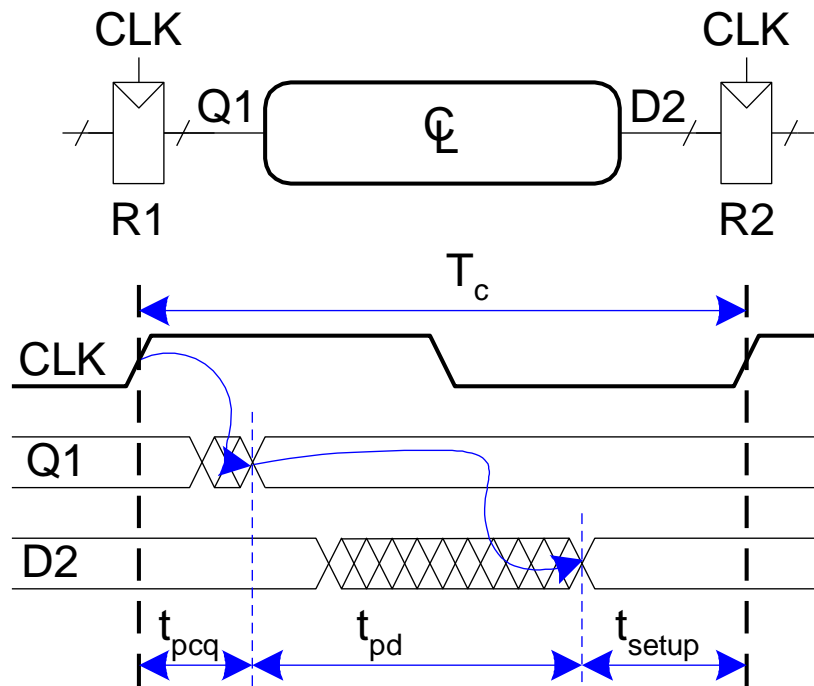 CLK CLK
Q1 CL D2
R1 R2
Tc
CLK
Q1
D2
tpcq tpd tsetup